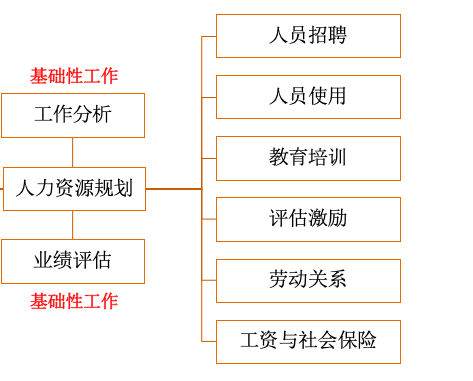 基础性工作
工作分析
人力资源规划
业绩评估
基础性工作
人员招聘
人员使用
教育培训
评估激励
劳动关系
工资与社会保险